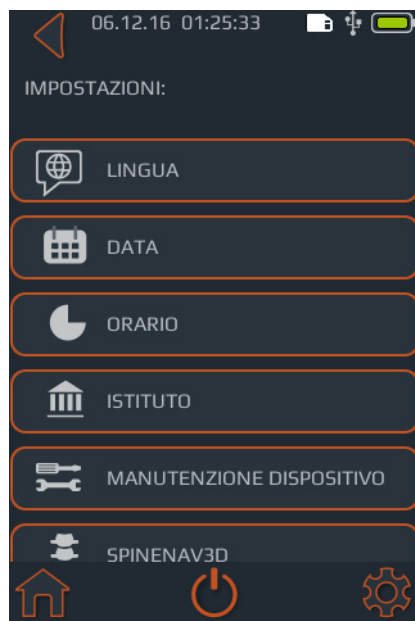 06.12.16 01:25:33
IMPOSTAZIONI:
LINGUA
DATA
ORARIO
ISTITUTO
MANUTENZIONE DISPOSITIVO
SPINENAV3D